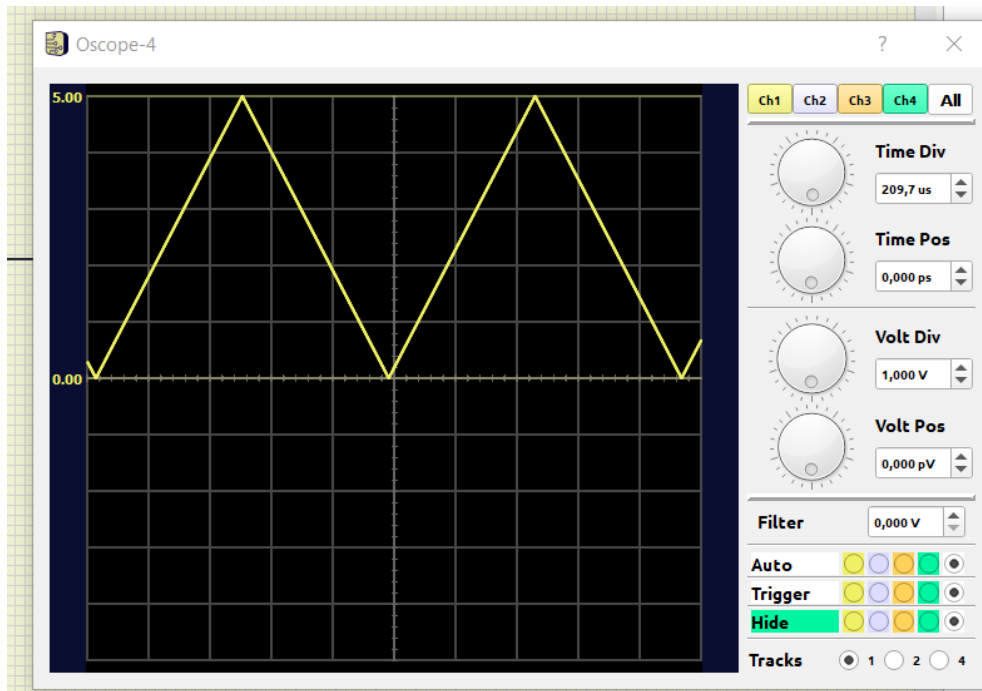 Oscope-4
?
5.00
0.00
Ch1 Ch2 Ch3 Ch4 All
Time Div
209,7 us
Time Pos
0,000 ps
Volt Div
1,000 V
Volt Pos
0,000 pV
Filter 0,000 V
Auto
Trigger
Hide
Tracks 1 2 4